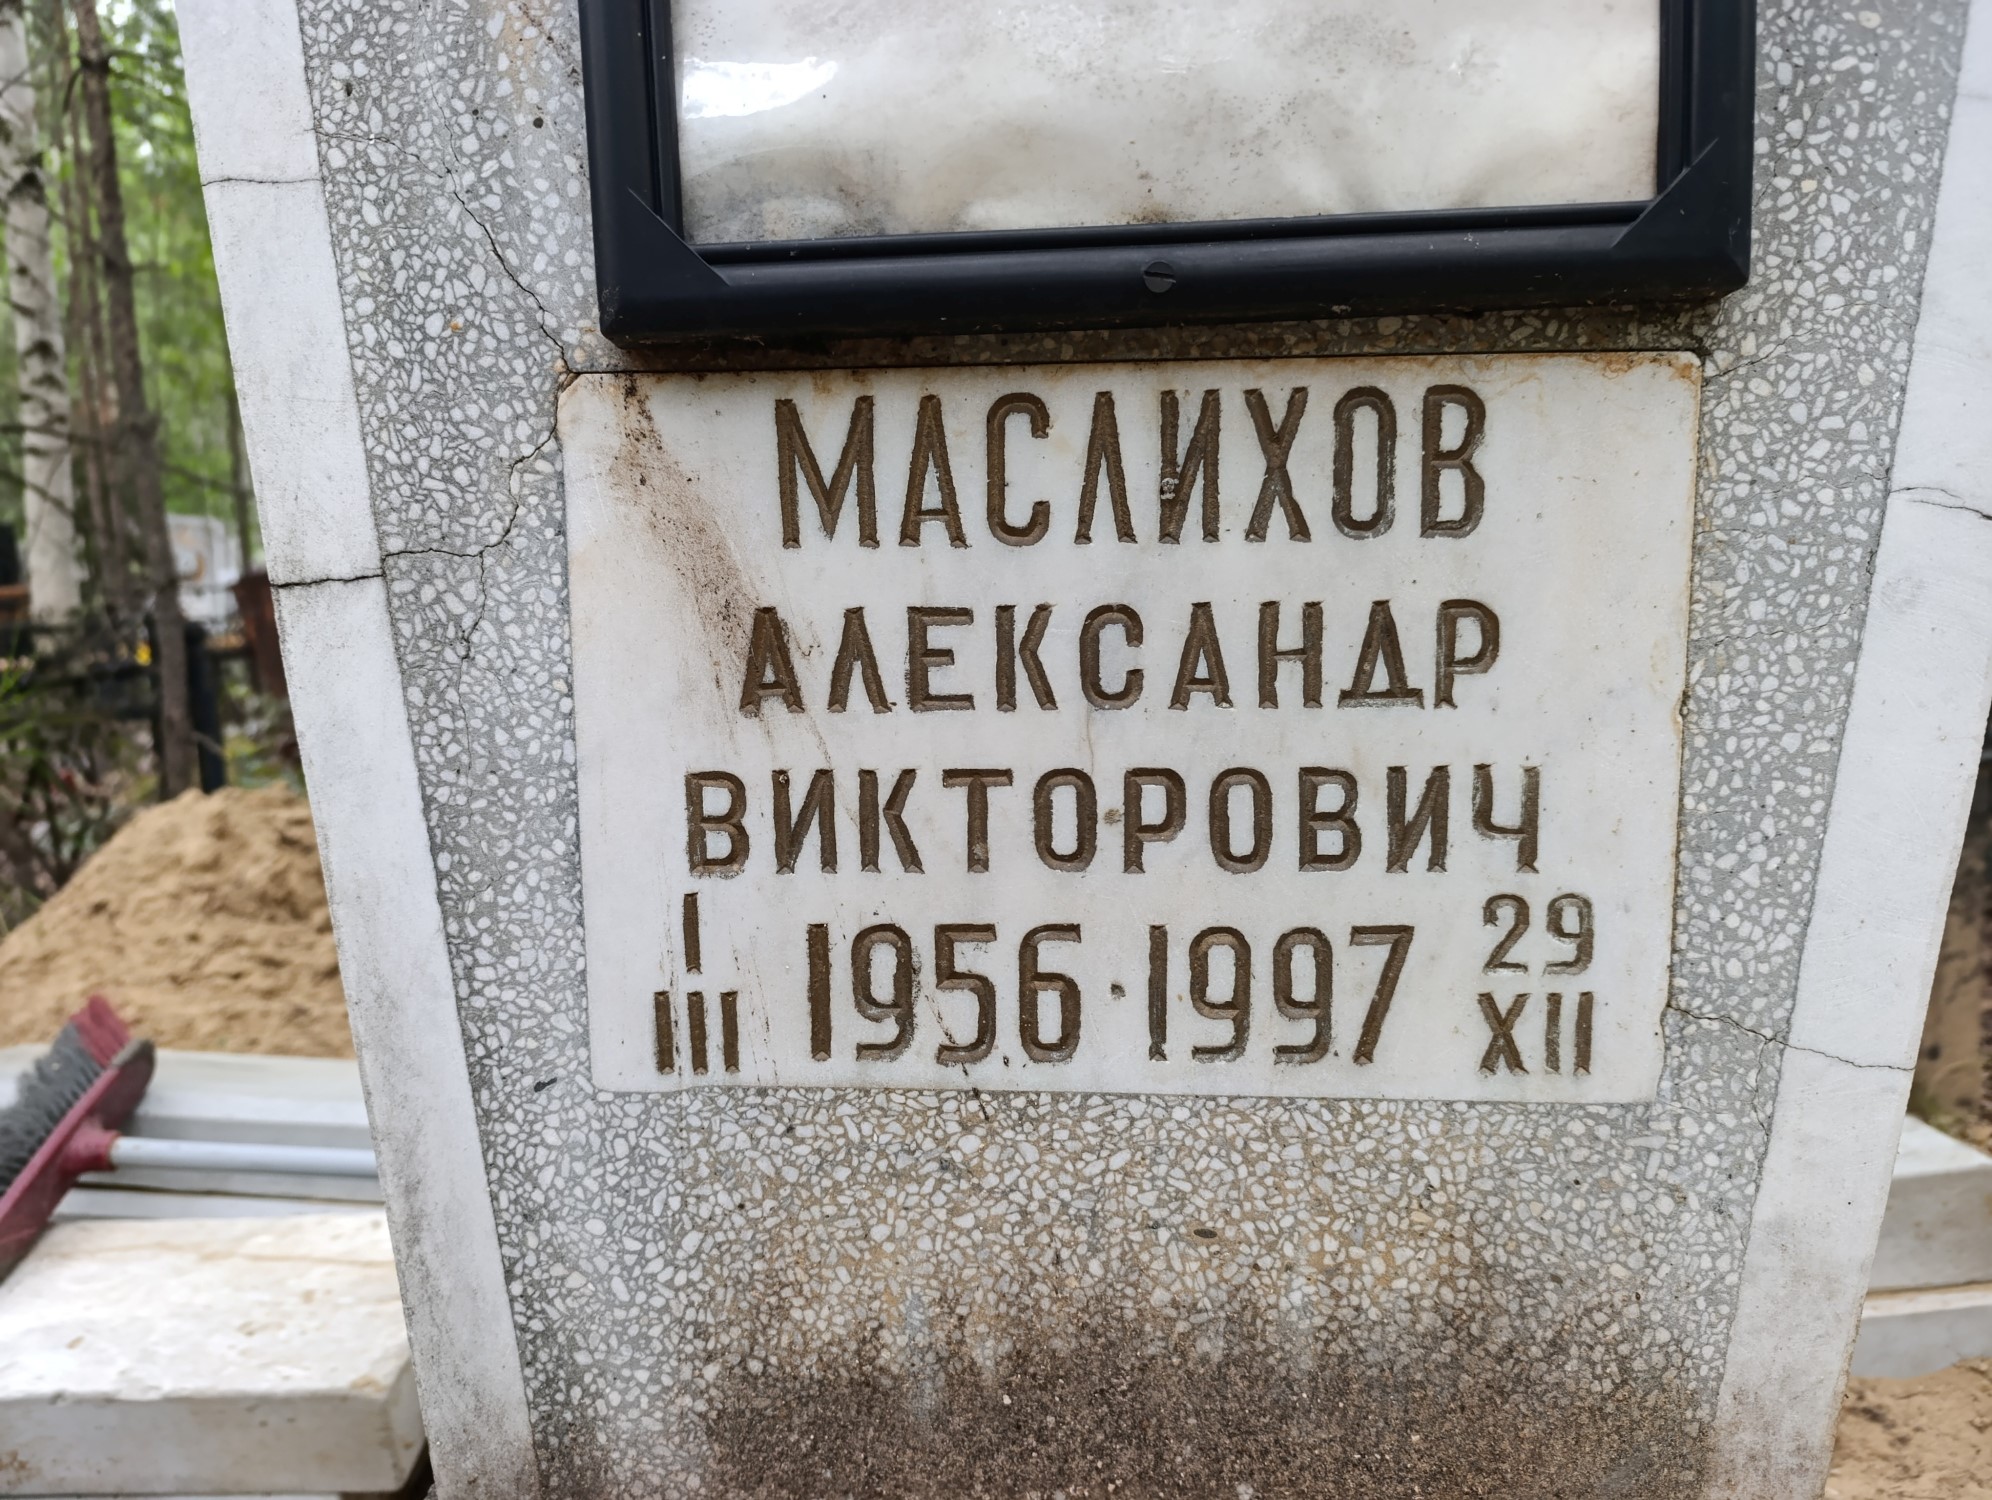 МАСЛИХОВ
АЛЕКСАНДР
ВИКТОРОВИЧ
I III 1956 · 1997 29 XII